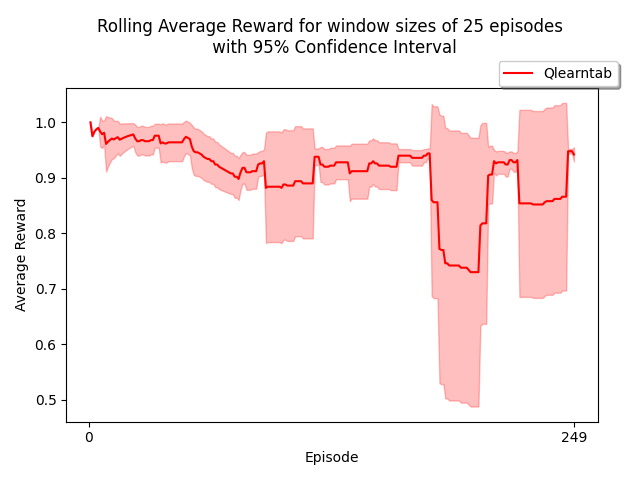 Rolling Average Reward for window sizes of 25 episodes
with 95% Confidence Interval
Qlearntab
Average Reward
1.0
0.9
0.8
0.7
0.6
0.5
0
249
Episode